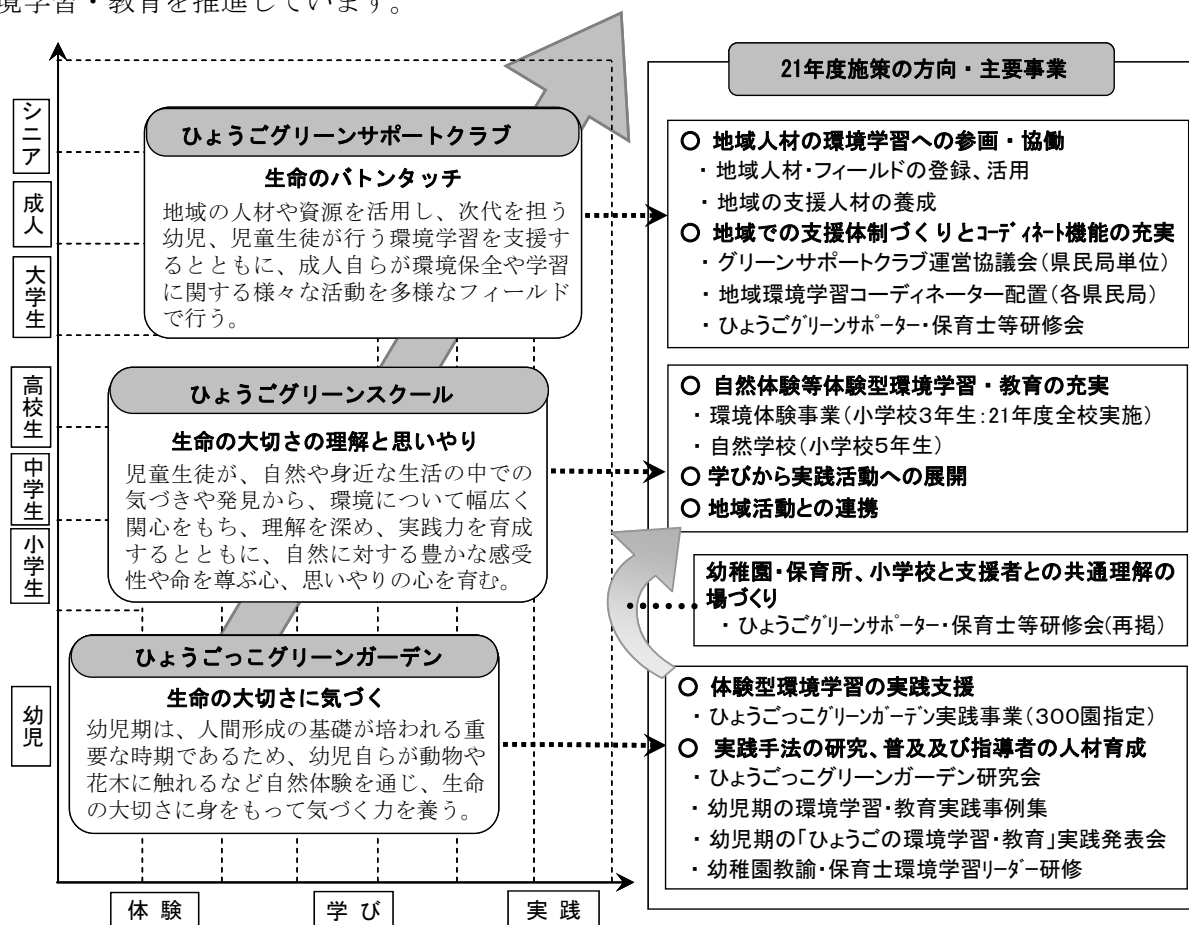 境学習・教育を推進しています。
シニア
成人
大学生
高校生
中学生
小学生
幼児
ひょうごグリーンサポートクラブ
生命のバトンタッチ
地域の人材や資源を活用し、次代を担う
幼児、児童生徒が行う環境学習を支援す
るとともに、成人自らが環境保全や学習
に関する様々な活動を多様なフィールド
で行う。
ひょうごグリーンスクール
生命の大切さの理解と思いやり
児童生徒が、自然や身近な生活の中での
気づきや発見から、環境について幅広く
関心をもち、理解を深め、実践力を育成
するとともに、自然に対する豊かな感受
性や命を尊ぶ心、思いやりの心を育む。
ひょうごっこグリーンガーデン
生命の大切さに気づく
幼児期は、人間形成の基礎が培われる重
要な時期であるため、幼児自らが動物や
花木に触れるなど自然体験を通じ、生命
の大切さに身をもって気づく力を養う。
体験
学び
実践
21年度施策の方向・主要事業
○ 地域人材の環境学習への参画・協働
・地域人材・フィールドの登録、活用
・地域の支援人材の養成
○ 地域での支援体制づくりとｺｰﾃﾞｨﾈｰﾄ機能の充実
・グリーンサポートクラブ運営協議会(県民局単位)
・地域環境学習コーディネーター配置(各県民局)
・ひょうごｸﾞﾘｰﾝｻﾎﾟｰﾀｰ・保育士等研修会
○ 自然体験等体験型環境学習・教育の充実
・環境体験事業(小学校3年生：21年度全校実施)
・自然学校(小学校5年生)
○ 学びから実践活動への展開
○ 地域活動との連携
幼稚園・保育所、小学校と支援者との共通理解の
場づくり
・ひょうごｸﾞﾘｰﾝｻﾎﾟｰﾀｰ・保育士等研修会(再掲)
○ 体験型環境学習の実践支援
・ひょうごっこｸﾞﾘｰﾝｶﾞｰﾃﾞﾝ実践事業(300園指定)
○ 実践手法の研究、普及及び指導者の人材育成
・ひょうごっこグリーンガーデン研究会
・幼児期の環境学習・教育実践事例集
・幼児期の「ひょうごの環境学習・教育」実践発表会
・幼稚園教諭・保育士環境学習ﾘｰﾀﾞｰ研修